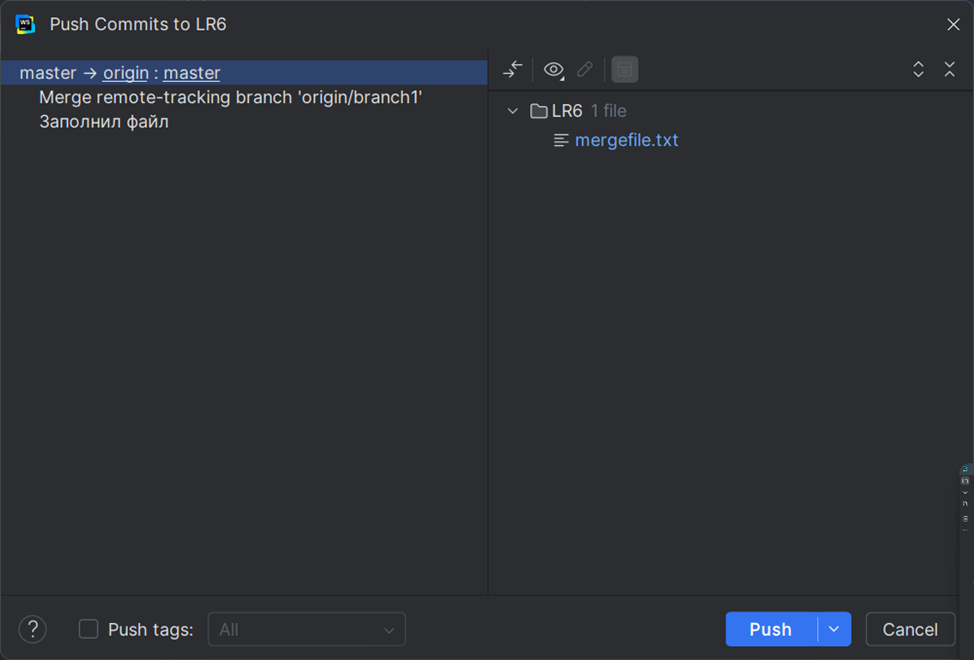 WS
Push Commits to LR6
master → origin : master
Merge remote-tracking branch 'origin/branch1'
Заполнил файл
LR6 1 file
mergefile.txt
? Push tags: All
Push
Cancel